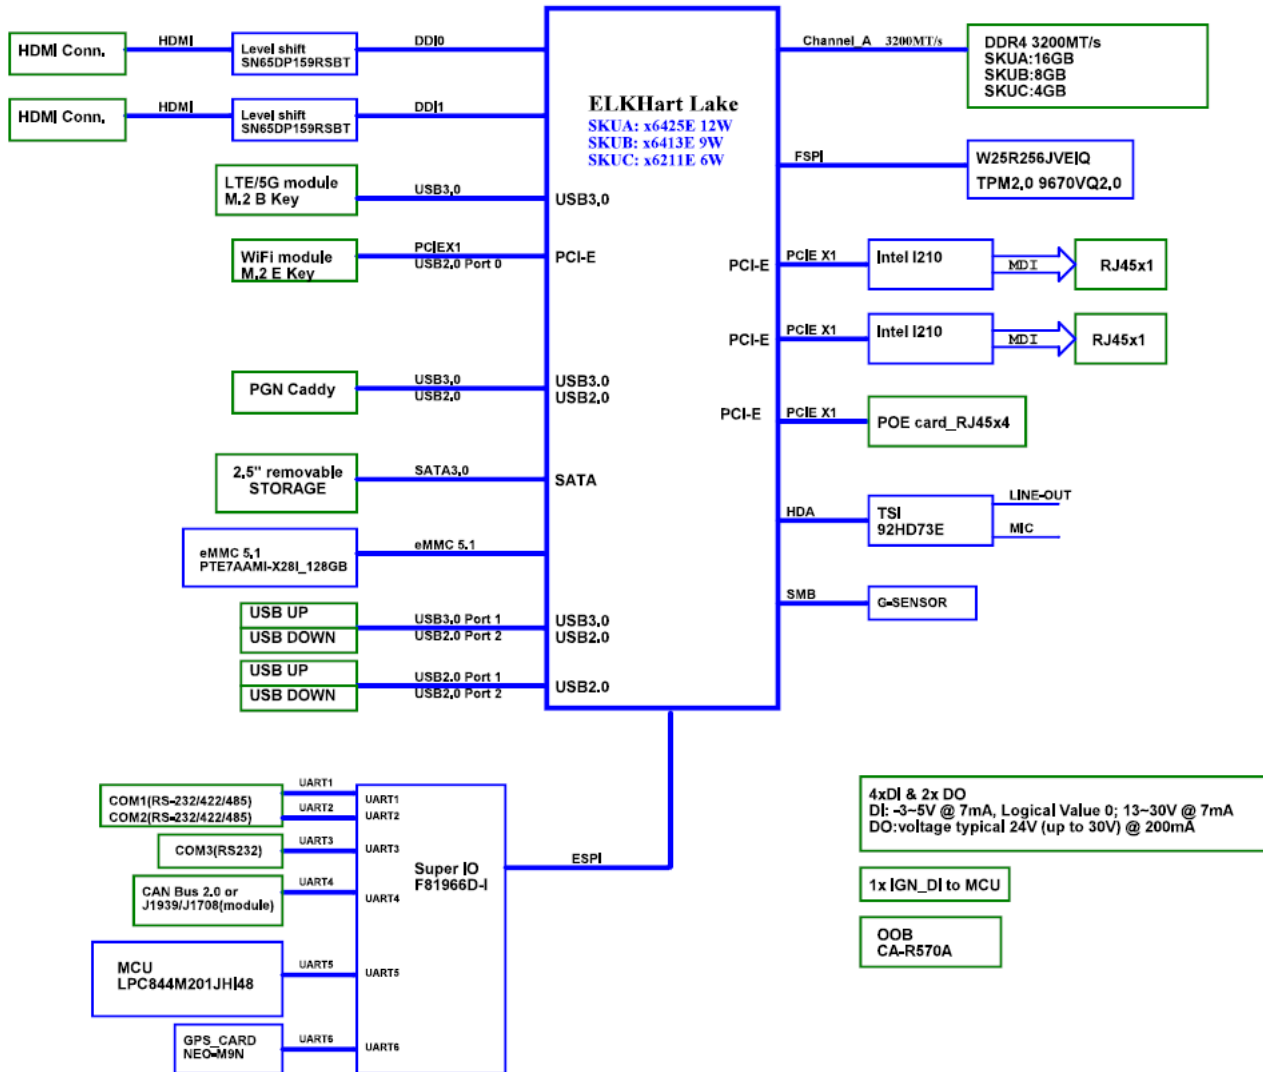 HDMI Conn.
HDMI
Level shift
SN65DP159RSBT
DDI0
HDMI Conn.
HDMI
Level shift
SN65DP159RSBT
DDI1
LTE/5G module
M.2 B Key
USB3.0
USB3.0
WiFi module
M.2 E Key
PCIEX1
USB2.0 Port 0
PCI-E
PGN Caddy
USB3.0
USB2.0
USB3.0
USB2.0
2.5" removable
STORAGE
SATA3.0
SATA
eMMC 5.1
PTE7AAMI-X28I_128GB
eMMC 5.1
USB UP
USB DOWN
USB3.0 Port 1
USB2.0 Port 2
USB3.0
USB2.0
USB UP
USB DOWN
USB2.0 Port 1
USB2.0 Port 2
USB2.0
ELKHart Lake
SKUA: x6425E 12W
SKUB: x6413E 9W
SKUC: x6211E 6W
Channel_A 3200MT/s
DDR4 3200MT/s
SKUA:16GB
SKUB:8GB
SKUC:4GB
FSPI
W25R256JVEIQ
TPM2.0 9670VQ2.0
PCI-E
PCIE X1
Intel I210
MDI
RJ45x1
PCI-E
PCIE X1
Intel I210
MDI
RJ45x1
PCI-E
PCIE X1
POE card_RJ45x4
HDA
TSI
92HD73E
LINE-OUT
MIC
SMB
G-SENSOR
COM1(RS-232/422/485)
COM2(RS-232/422/485)
UART1
UART2
UART1
UART2
COM3(RS232)
UART3
UART3
CAN Bus 2.0 or
J1939/J1708(module)
UART4
UART4
MCU
LPC844M201JHI48
UART5
UART5
GPS_CARD
NEO-M9N
UART6
UART6
Super IO
F81966D-I
ESPI
4xDI & 2x DO
DI: -3~5V @ 7mA, Logical Value 0; 13~30V @ 7mA
DO:voltage typical 24V (up to 30V) @ 200mA
1x IGN_DI to MCU
OOB
CA-R570A